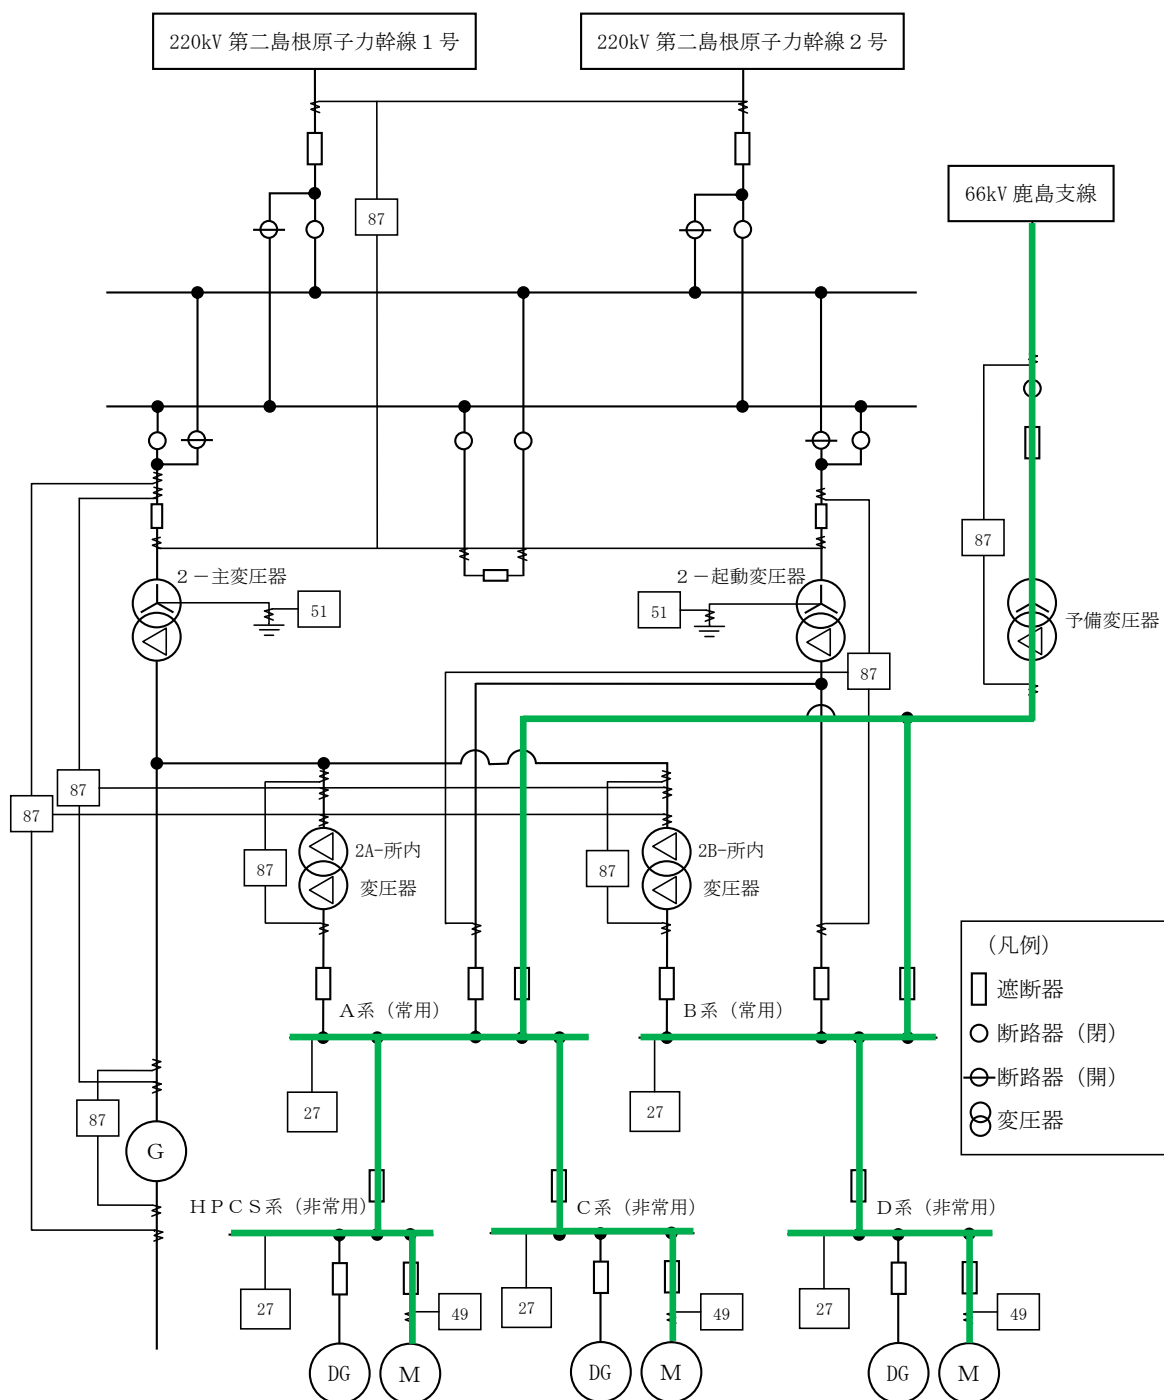 220kV 第二島根原子力幹線１号
220kV 第二島根原子力幹線２号
66kV 鹿島支線
87
87
２－主変圧器
51
２－起動変圧器
51
予備変圧器
87
87
87
2A-所内
変圧器
87
2B-所内
変圧器
87
(凡例)
遮断器
断路器（閉）
断路器（開）
変圧器
Ａ系（常用）
Ｂ系（常用）
27
27
87
G
ＨＰＣＳ系（非常用）
Ｃ系（非常用）
Ｄ系（非常用）
27
49
27
49
27
49
DG
M
DG
M
DG
M